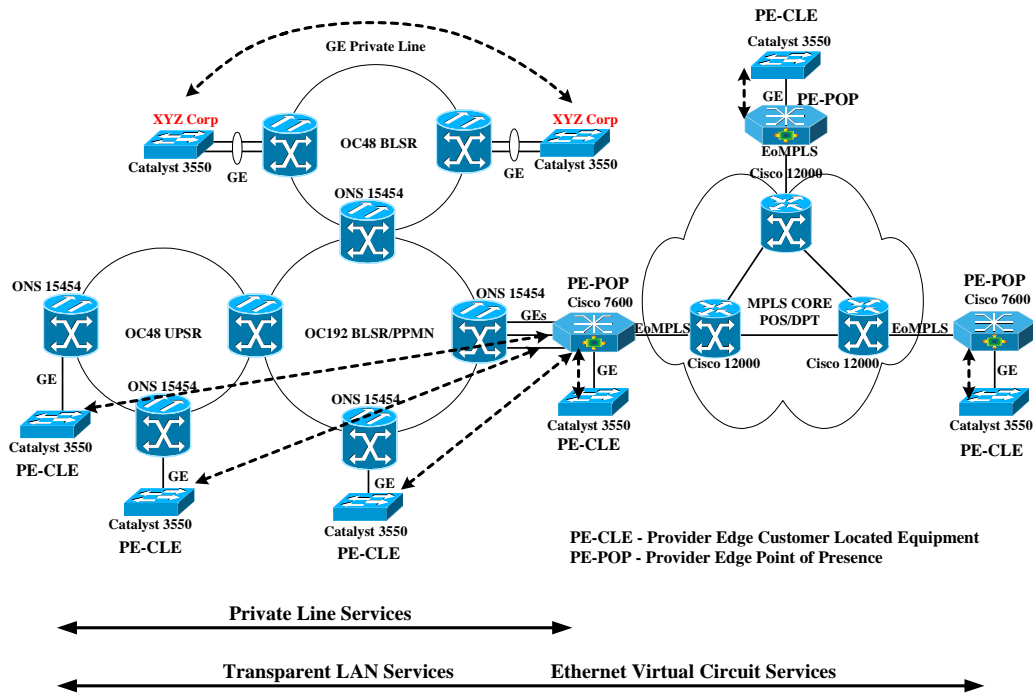 PE-CLE
Catalyst 3550
GE Private Line
GE
PE-POP
XYZ Corp
XYZ Corp
OC48 BLSR
Catalyst 3550
GE
GE
Catalyst 3550
EoMPLS
Cisco 12000
ONS 15454
ONS 15454
ONS 15454
PE-POP
Cisco 7600
PE-POP
Cisco 7600
GEs
OC48 UPSR
OC192 BLSR/PPMN
EoMPLS
MPLS CORE
POS/DPT
EoMPLS
Cisco 12000
Cisco 12000
GE
ONS 15454
ONS 15454
GE
GE
Catalyst 3550
PE-CLE
Catalyst 3550
PE-CLE
Catalyst 3550
PE-CLE
GE
GE
Catalyst 3550
PE-CLE
Catalyst 3550
PE-CLE
PE-CLE - Provider Edge Customer Located Equipment
PE-POP - Provider Edge Point of Presence
Private Line Services
Transparent LAN Services
Ethernet Virtual Circuit Services